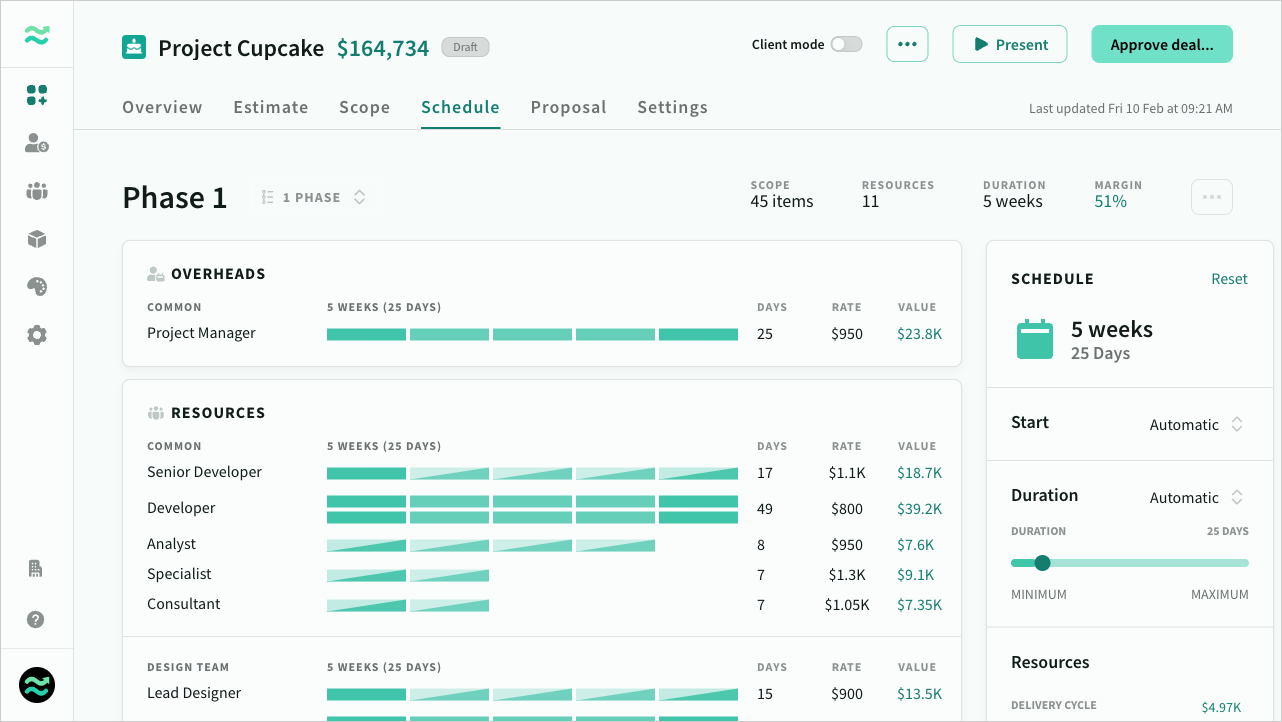 Project Cupcake $164,734 Draft
Client mode
Present
Approve deal...
Overview Estimate Scope Schedule Proposal Settings
Last updated Fri 10 Feb at 09:21 AM
Phase 1
1 PHASE
SCOPE RESOURCES DURATION MARGIN
45 items 11 5 weeks 51%
OVERHEADS
COMMON 5 WEEKS (25 DAYS) DAYS RATE VALUE
Project Manager 25 $950 $23.8K
RESOURCES
COMMON 5 WEEKS (25 DAYS) DAYS RATE VALUE
Senior Developer 17 $1.1K $18.7K
Developer 49 $800 $39.2K
Analyst 8 $950 $7.6K
Specialist 7 $1.3K $9.1K
Consultant 7 $1.05K $7.35K
DESIGN TEAM 5 WEEKS (25 DAYS) DAYS RATE VALUE
Lead Designer 15 $900 $13.5K
SCHEDULE Reset
5 weeks
25 Days
Start Automatic
Duration Automatic
DURATION 25 DAYS
MINIMUM MAXIMUM
Resources
DELIVERY CYCLE $4.97K